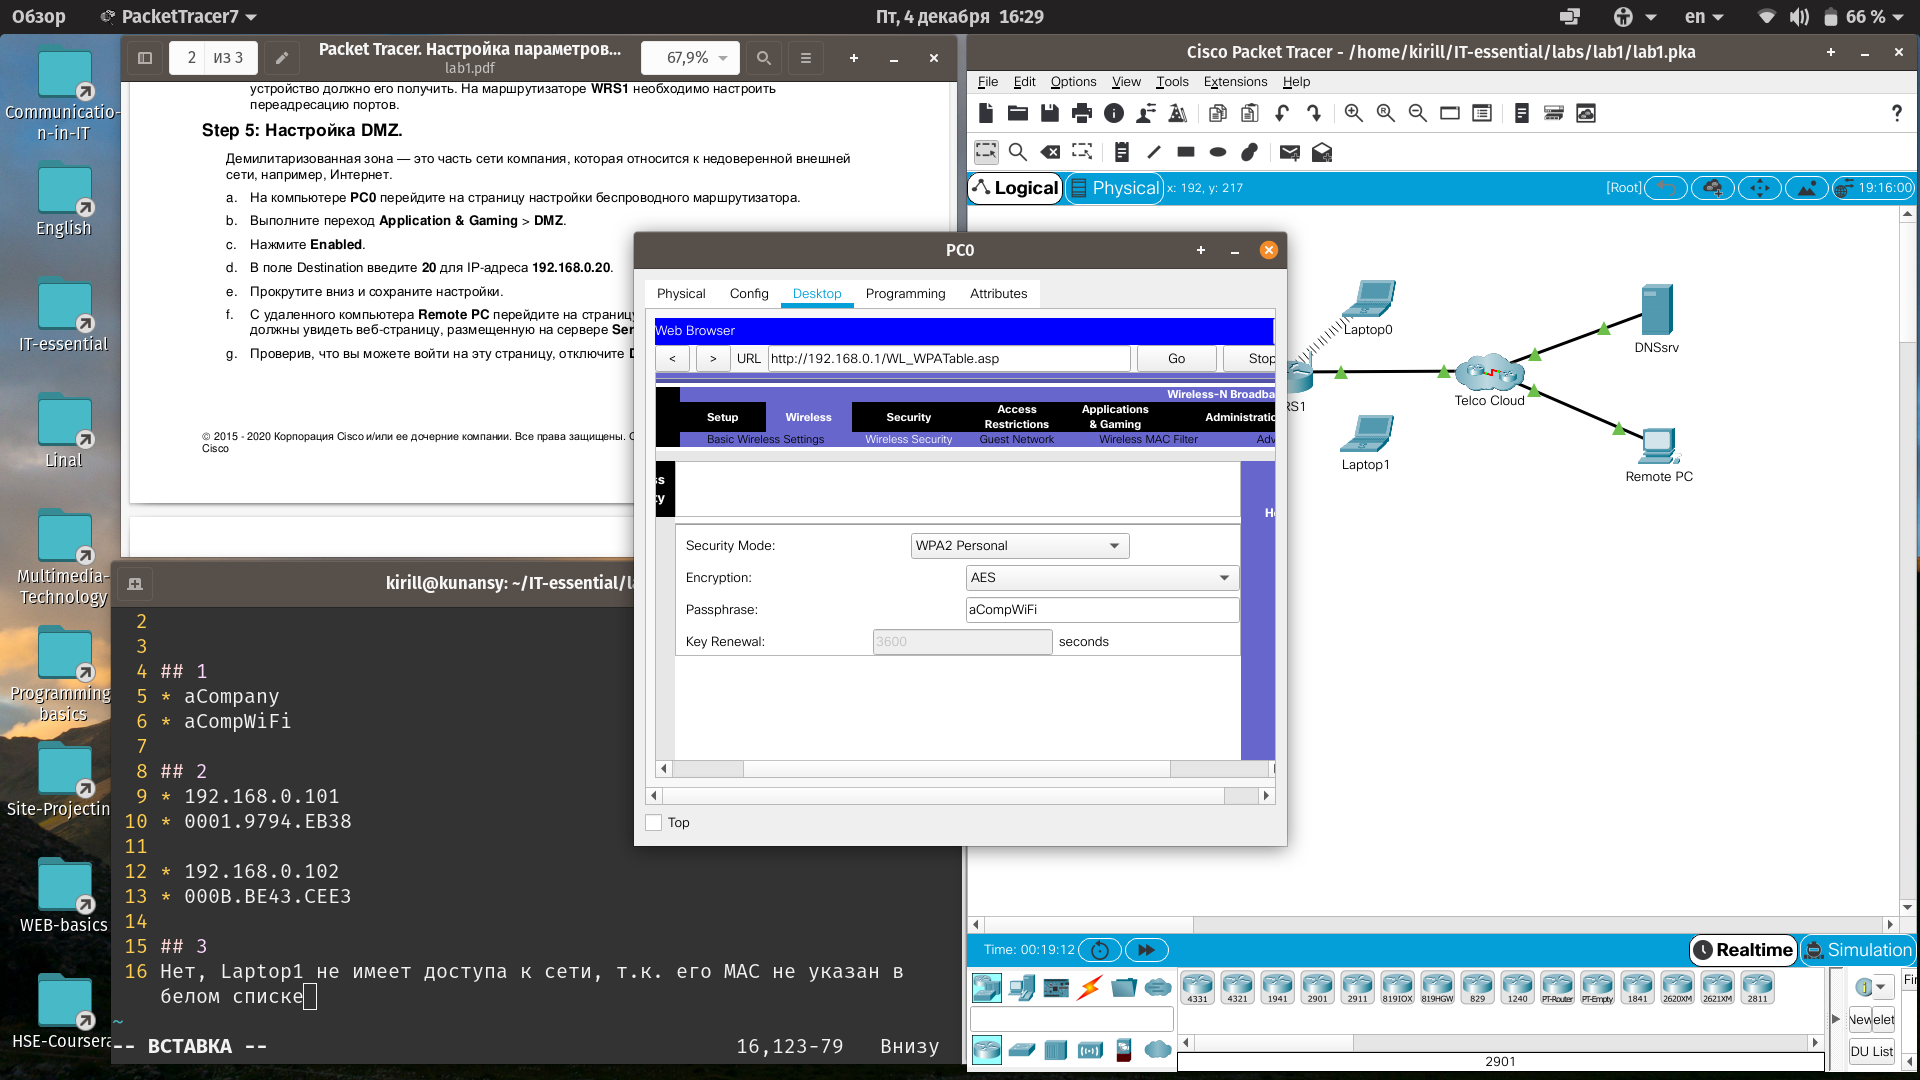 Обзор
PacketTracer7
Пт, 4 декабря 16:29
en
66 %
Communicatio-
n-in-IT
English
IT-essential
Linal
Multimedia-
Technology
Programming
basics
Site-Projectin
WEB-basics
HSE-Coursera
2 из 3
Packet Tracer. Настройка параметров...
lab1.pdf
67,9%
устройство должно его получить. На маршрутизаторе WRS1 необходимо настроить
переадресацию портов.
Step 5: Настройка DMZ.
Демилитаризованная зона — это часть сети компания, которая относится к недоверенной внешней
сети, например, Интернет.
a. На компьютере PC0 перейдите на страницу настройки беспроводного маршрутизатора.
b. Выполните переход Application & Gaming > DMZ.
c. Нажмите Enabled.
d. В поле Destination введите 20 для IP-адреса 192.168.0.20.
e. Прокрутите вниз и сохраните настройки.
f. С удаленного компьютера Remote PC перейдите на страницу
должны увидеть веб-страницу, размещенную на сервере Ser
g. Проверив, что вы можете войти на эту страницу, отключите
© 2015 - 2020 Корпорация Cisco и/или ее дочерние компании. Все права защищены.
Cisco
kirill@kunansy: ~/IT-essential/la
2
3
4 ## 1
5 * aCompany
6 * aCompWiFi
7
8 ## 2
9 * 192.168.0.101
10 * 0001.9794.EB38
11
12 * 192.168.0.102
13 * 000B.BE43.CEE3
14
15 ## 3
16 Нет, Laptop1 не имеет доступа к сети, т.к. его MAC не указан в
белом списке
~
-- ВСТАВКА --
16,123-79 Внизу
PC0
Physical Config Desktop Programming Attributes
Web Browser
< > URL http://192.168.0.1/WL_WPATable.asp Go Stop
Wireless-N Broadba
Setup Wireless Security Access Restrictions Applications & Gaming Administratio
Basic Wireless Settings Wireless Security Guest Network Wireless MAC Filter Adv
ss
ty
He
Security Mode: WPA2 Personal
Encryption: AES
Passphrase: aCompWiFi
Key Renewal: 3600 seconds
Top
Cisco Packet Tracer - /home/kirill/IT-essential/labs/lab1/lab1.pka
File Edit Options View Tools Extensions Help
?
Logical Physical x: 192, y: 217
[Root] 19:16:00
Laptop0
RS1
Laptop1
Telco Cloud
DNSsrv
Remote PC
Time: 00:19:12
Realtime Simulation
4331 4321 1941 2901 2911 819IOX 819HGW 829 1240 PT-Router PT-Empty 1841 2620XM 2621XM 2811
2901
Fir
New elet
DU List